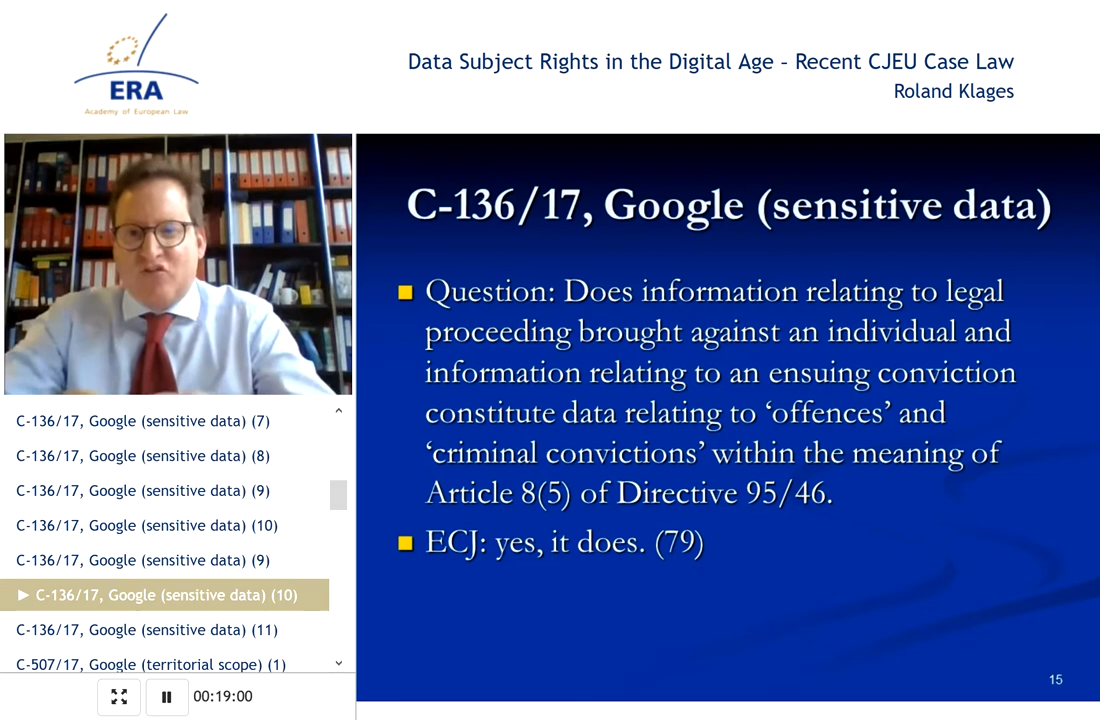 ERA
Academy of European Law
Data Subject Rights in the Digital Age - Recent CJEU Case Law
Roland Klages
C-136/17, Google (sensitive data)
Question: Does information relating to legal
proceeding brought against an individual and
information relating to an ensuing conviction
constitute data relating to ‘offences’ and
‘criminal convictions’ within the meaning of
Article 8(5) of Directive 95/46.
ECJ: yes, it does. (79)
15
C-136/17, Google (sensitive data) (7)
C-136/17, Google (sensitive data) (8)
C-136/17, Google (sensitive data) (9)
C-136/17, Google (sensitive data) (10)
C-136/17, Google (sensitive data) (9)
► C-136/17, Google (sensitive data) (10)
C-136/17, Google (sensitive data) (11)
C-507/17, Google (territorial scope) (1)
00:19:00